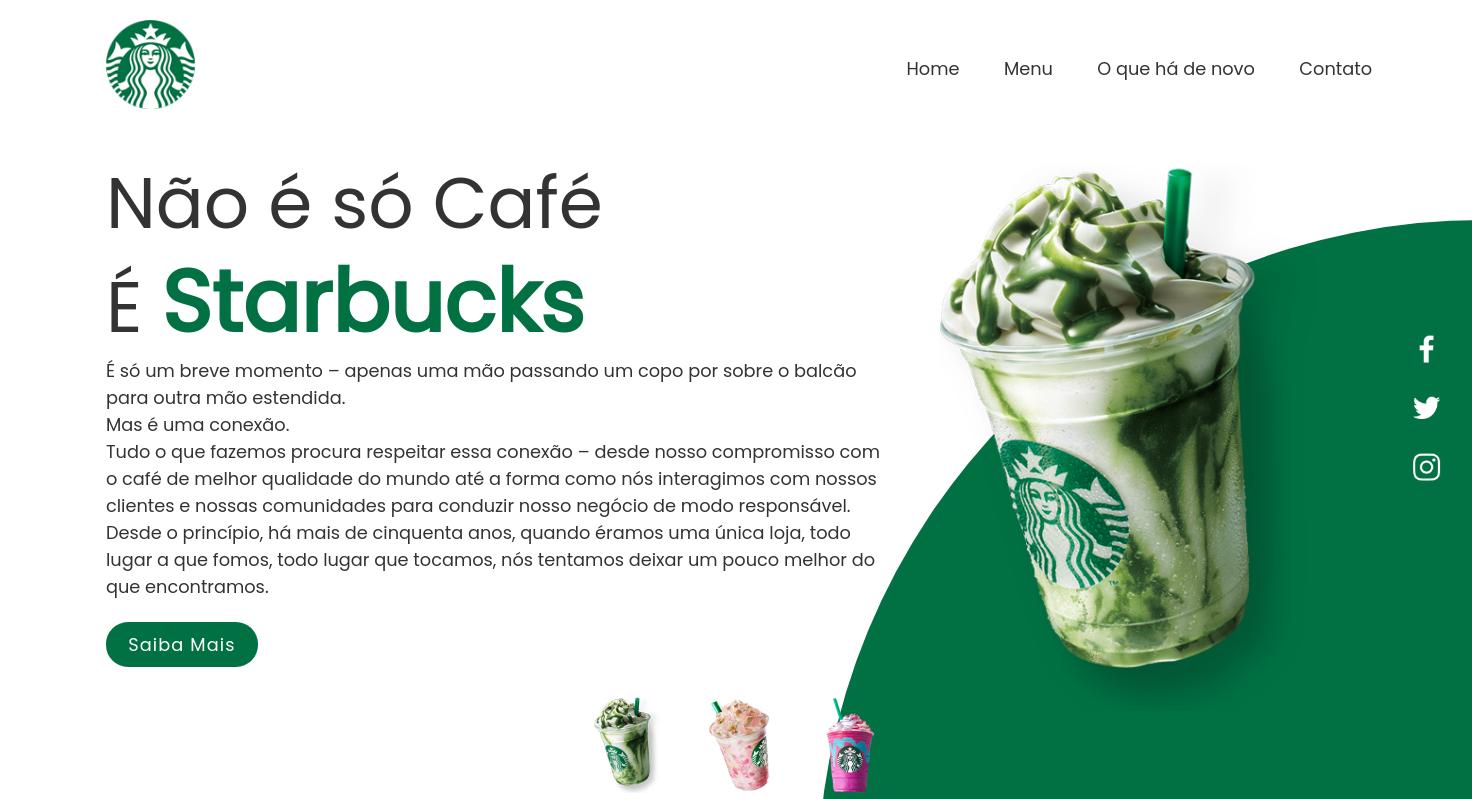 Home Menu O que há de novo Contato
Não é só Café
É Starbucks
É só um breve momento – apenas uma mão passando um copo por sobre o balcão
para outra mão estendida.
Mas é uma conexão.
Tudo o que fazemos procura respeitar essa conexão – desde nosso compromisso com
o café de melhor qualidade do mundo até a forma como nós interagimos com nossos
clientes e nossas comunidades para conduzir nosso negócio de modo responsável.
Desde o princípio, há mais de cinquenta anos, quando éramos uma única loja, todo
lugar a que fomos, todo lugar que tocamos, nós tentamos deixar um pouco melhor do
que encontramos.
Saiba Mais